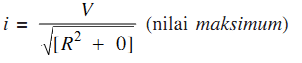 i = V / √[R² + 0] (nilai maksimum)